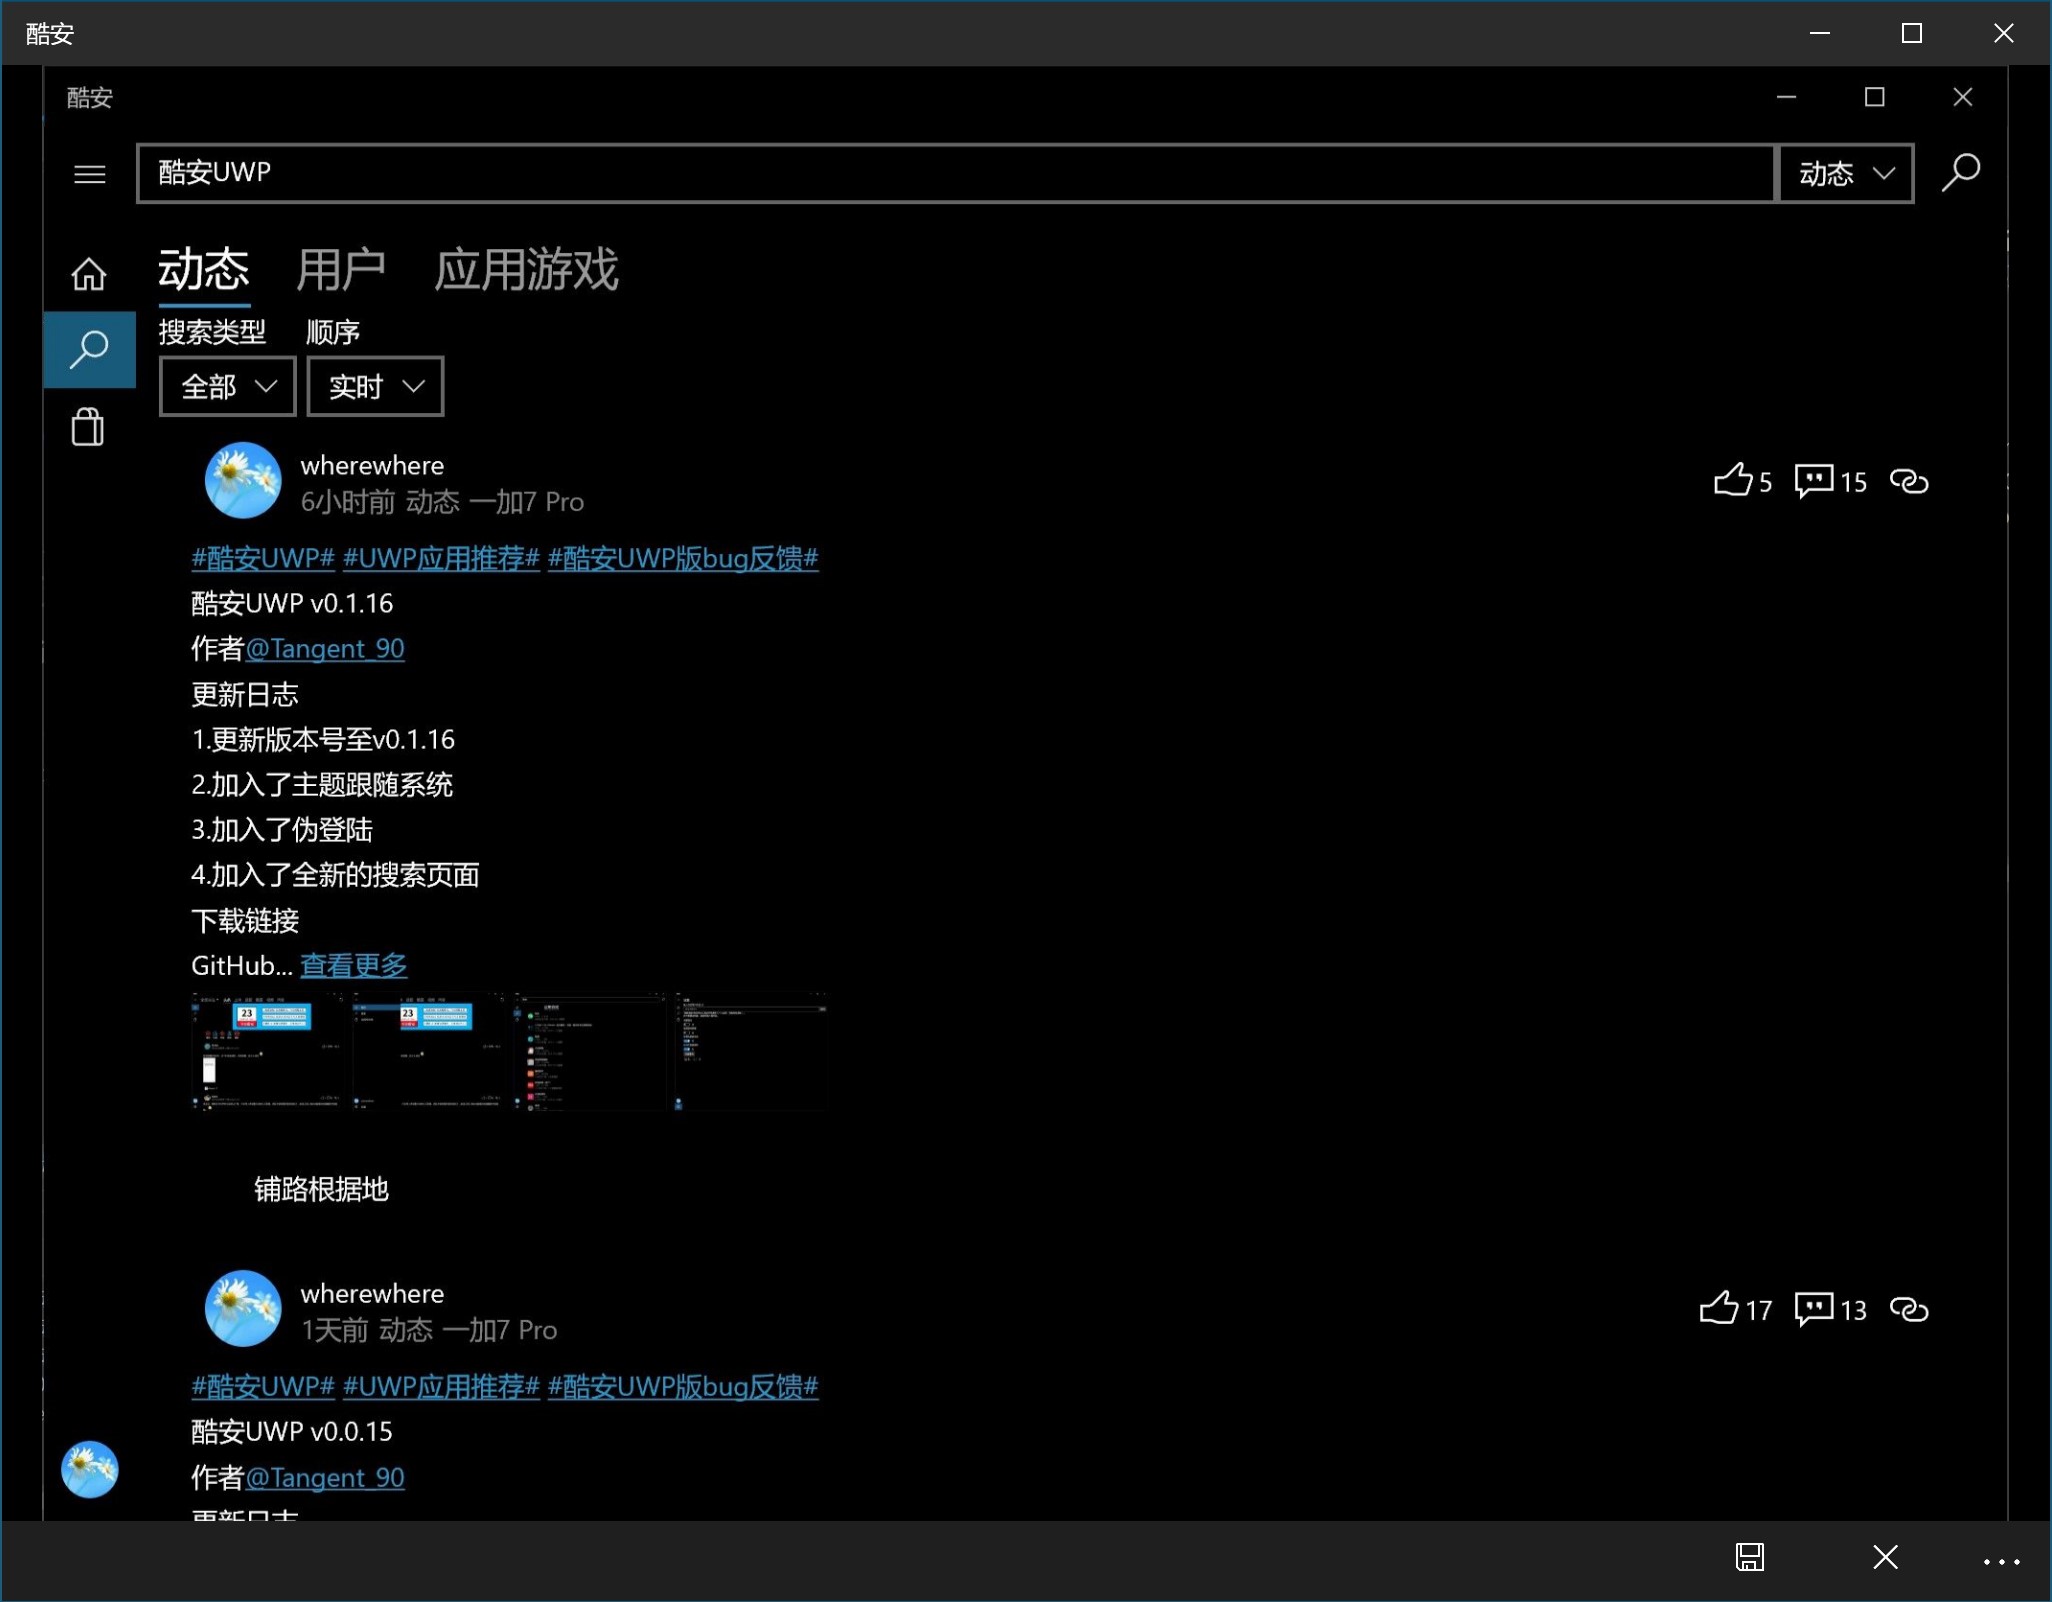 酷安
酷安
酷安UWP 动态
动态 用户 应用游戏
搜索类型 顺序
全部 实时
wherewhere
6小时前 动态 一加7 Pro
5 15
#酷安UWP# #UWP应用推荐# #酷安UWP版bug反馈#
酷安UWP v0.1.16
作者@Tangent_90
更新日志
1.更新版本号至v0.1.16
2.加入了主题跟随系统
3.加入了伪登陆
4.加入了全新的搜索页面
下载链接
GitHub... 查看更多
23 23
铺路根据地
wherewhere
1天前 动态 一加7 Pro
17 13
#酷安UWP# #UWP应用推荐# #酷安UWP版bug反馈#
酷安UWP v0.0.15
作者@Tangent_90
更新日志